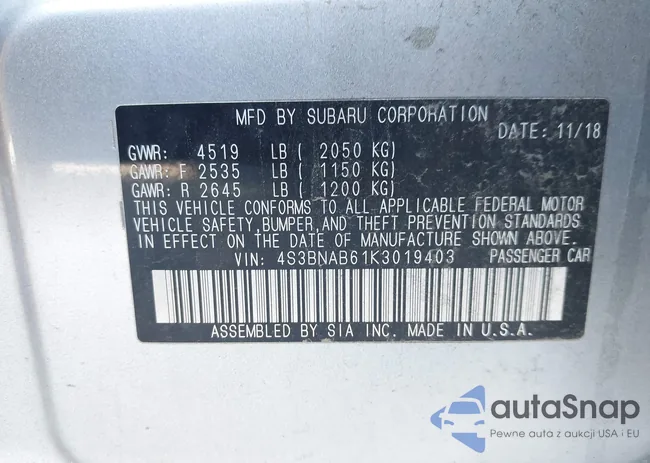 MFD BY SUBARU CORPORATION
DATE: 11/18
GVWR: 4519 LB ( 2050 KG)
GAWR: F 2535 LB ( 1150 KG)
GAWR: R 2645 LB ( 1200 KG)
THIS VEHICLE CONFORMS TO ALL APPLICABLE FEDERAL MOTOR
VEHICLE SAFETY,BUMPER,AND THEFT PREVENTION STANDARDS
IN EFFECT ON THE DATE OF MANUFACTURE SHOWN ABOVE.
VIN: 4S3BNAB61K3019403 PASSENGER CAR
ASSEMBLED BY SIA INC. MADE IN U.S.A.
autaSnap
Pewne auta z aukcji USA i EU